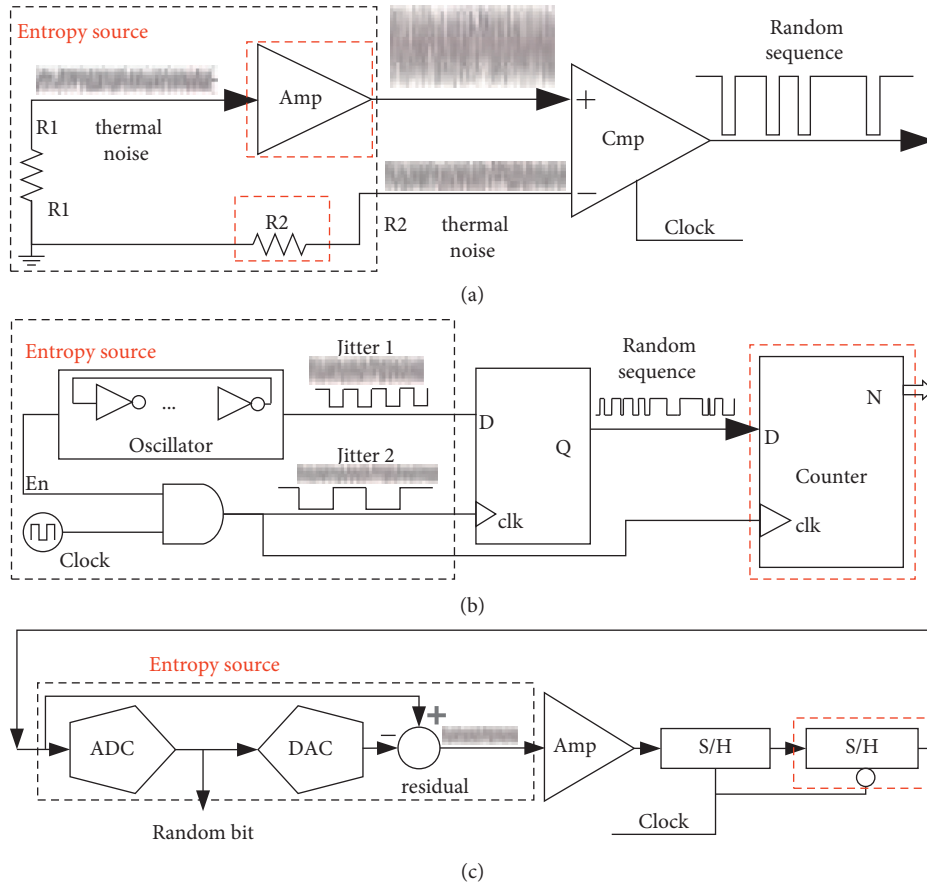 Entropy source
Amp
R1
thermal
noise
R1
R2
R2
thermal
noise
+
−
Cmp
Clock
Random
sequence
(a)
Entropy source
...
Oscillator
En
Clock
Jitter 1
Jitter 2
D
Q
clk
Random
sequence
N
D
Counter
clk
(b)
Entropy source
ADC
DAC
−
+
residual
Random bit
Amp
S/H
S/H
Clock
(c)